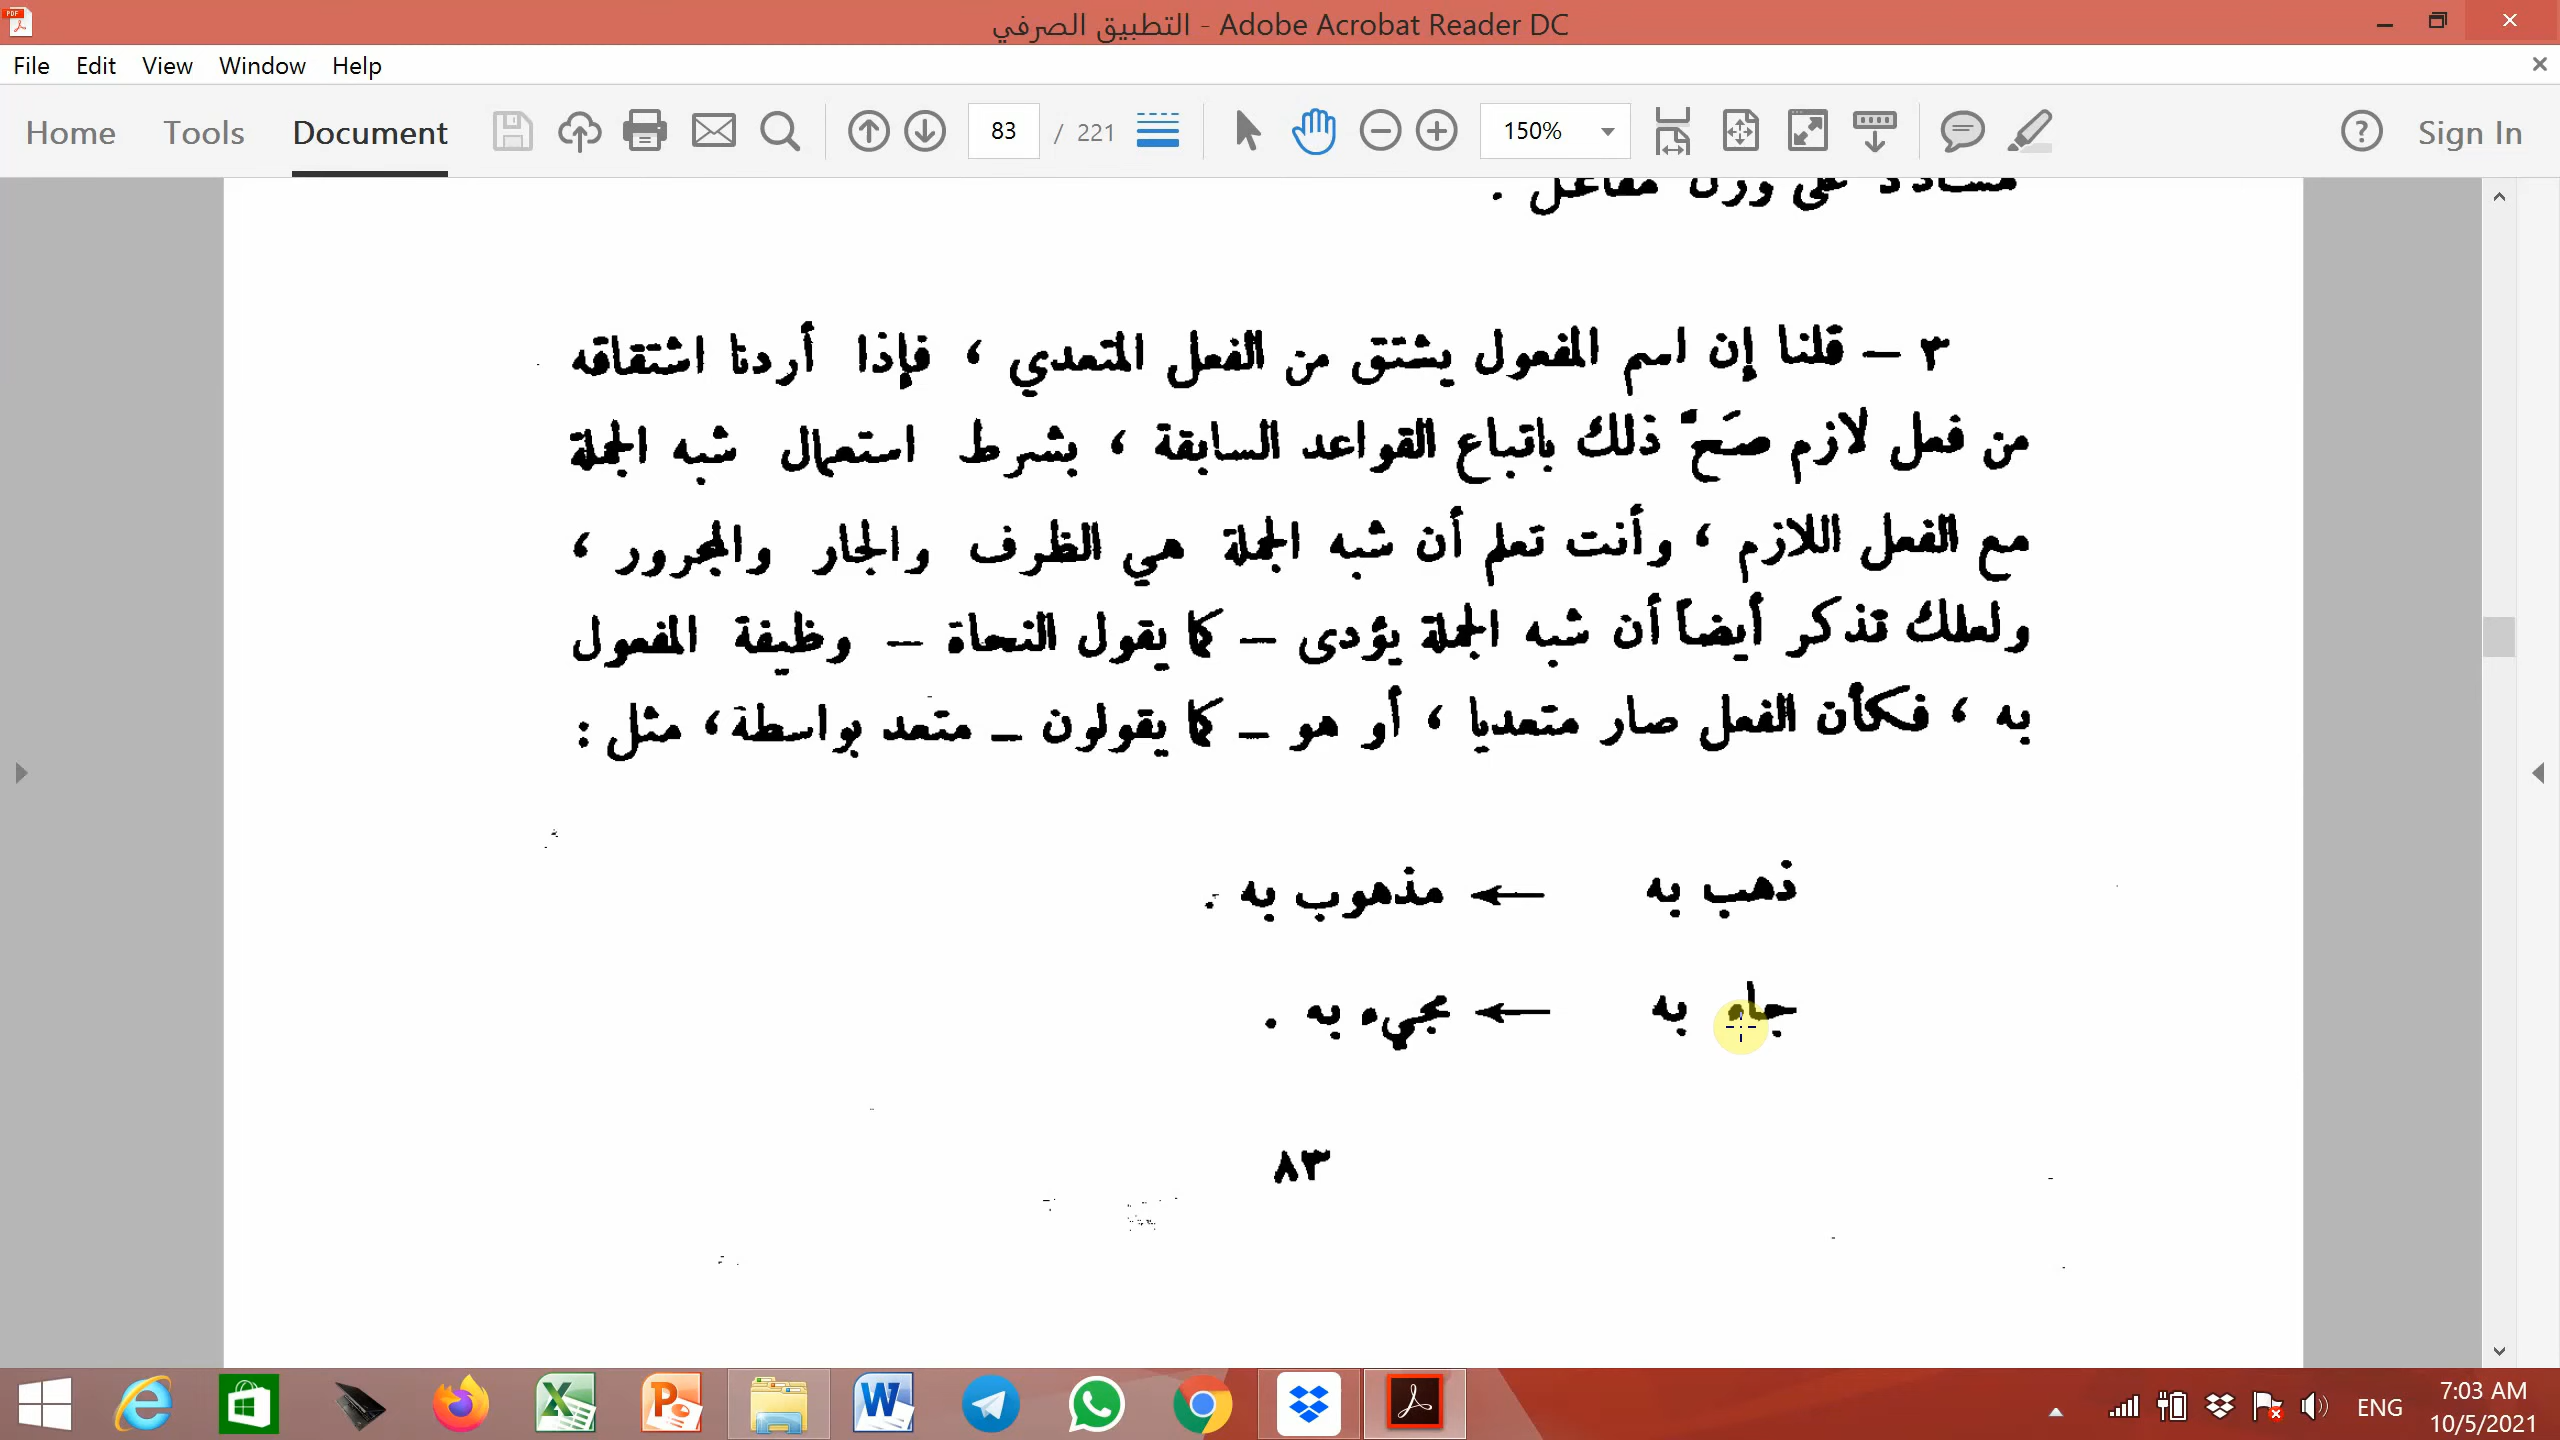 التطبيق الصرفي - Adobe Acrobat Reader DC
File Edit View Window Help
Home Tools Document 83 / 221 150% Sign In
على وزن مفاعل .
٣ – قلنا إن اسم المفعول يشتق من الفعل المتعدي ، فإذا أردنا اشتقاقه
من فعل لازم صَحَّ ذلك باتباع القواعد السابقة ، بشرط استعمال شبه الجملة
مع الفعل اللازم ، وأنت تعلم أن شبه الجملة هي الظرف والجار والمجرور ،
ولعلك تذكر أيضاً أن شبه الجملة يؤدى – كما يقول النحاة – وظيفة المفعول
به ، فكأن الفعل صار متعديا ، أو هو – كما يقولون – متعد بواسطة ، مثل :
ذهب به ← مذهوب به .
جاء به ← مجيء به .
٨٣
ENG 7:03 AM
10/5/2021